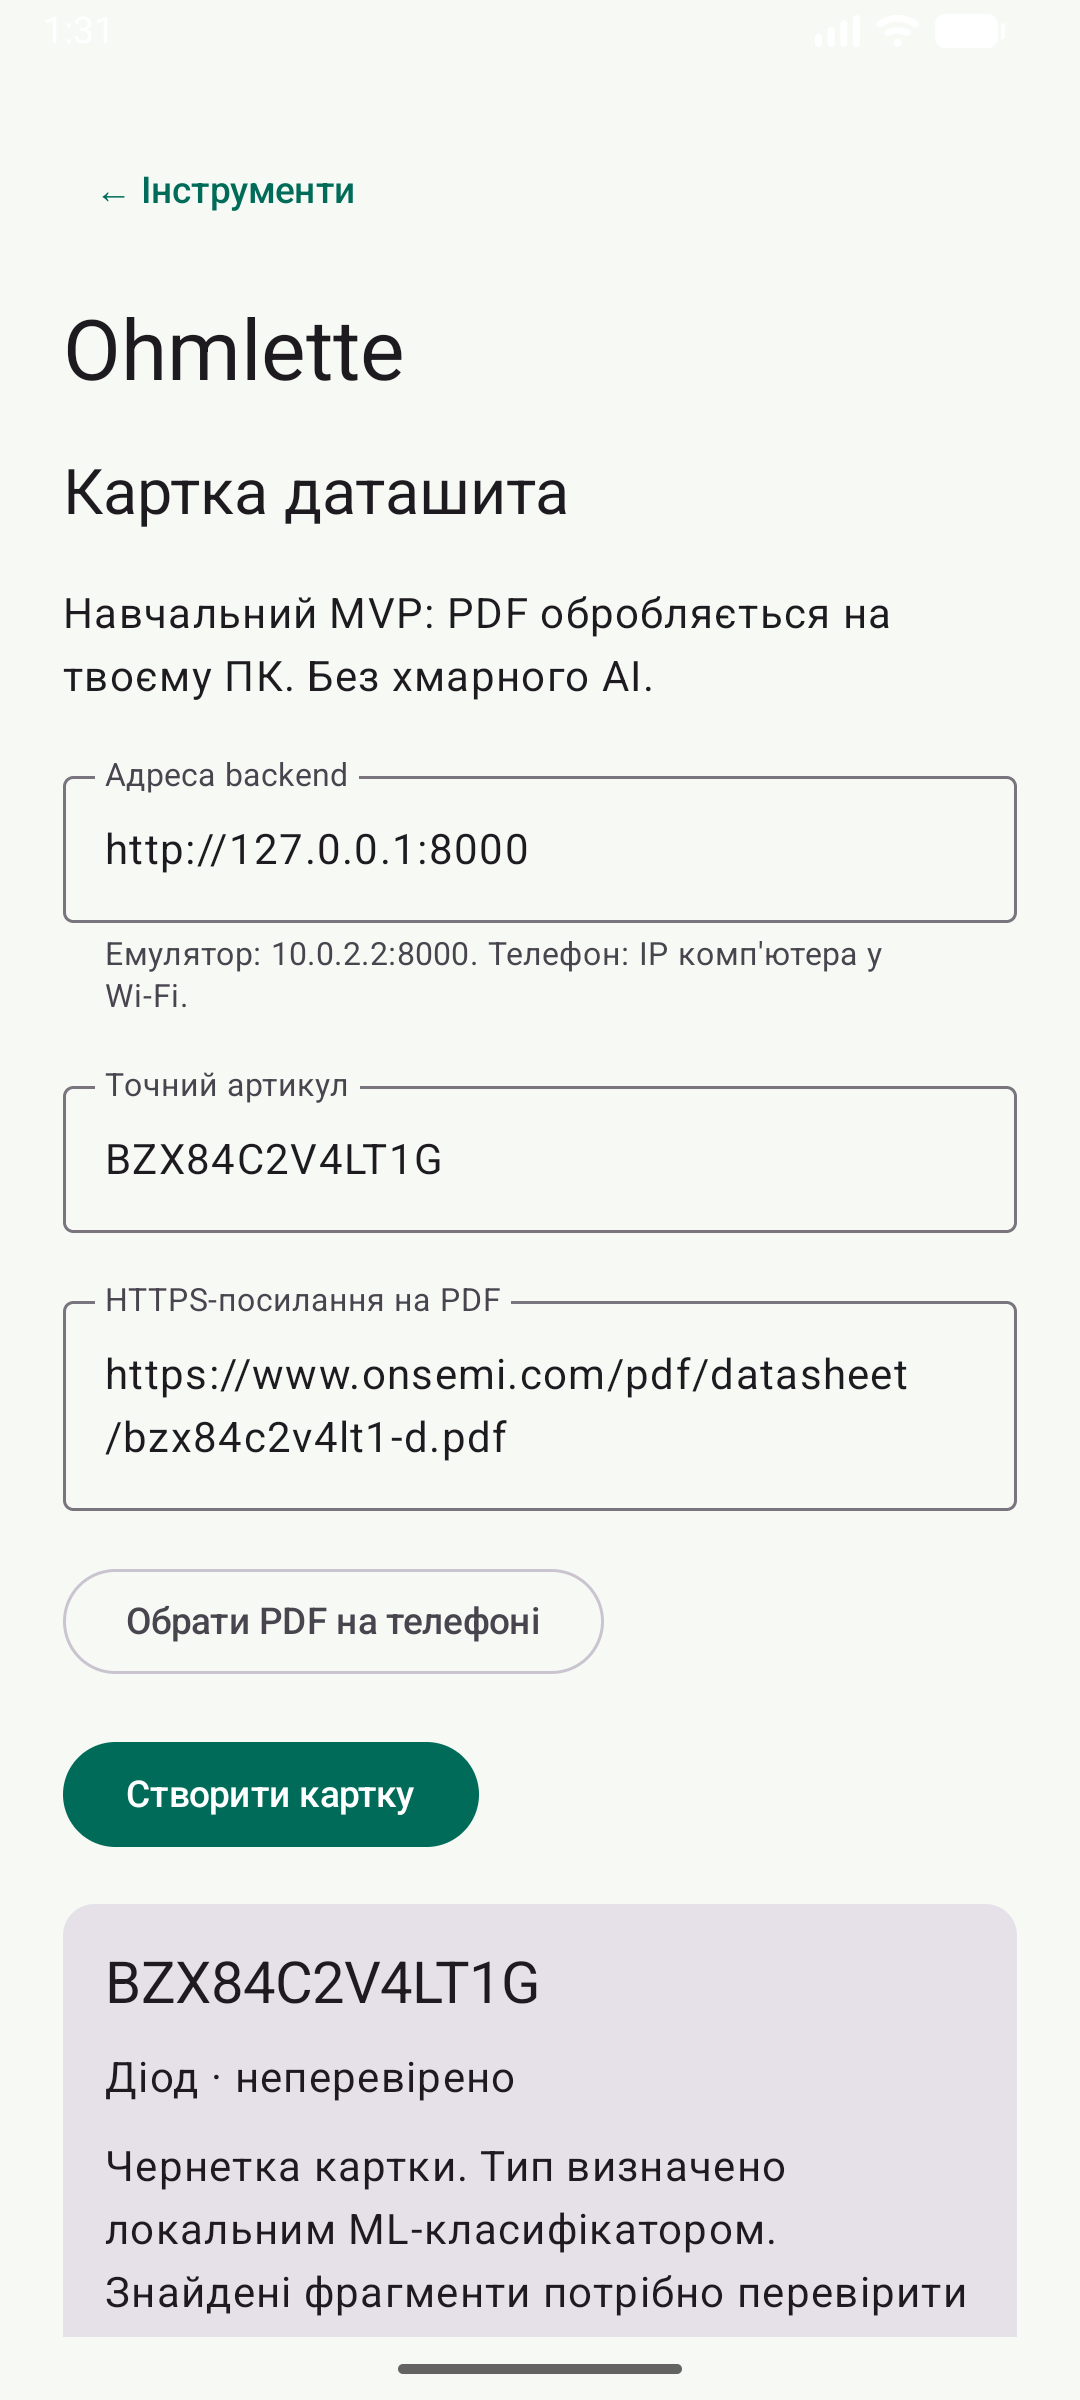 1:31
← Інструменти
Ohmlette
Картка даташита
Навчальний MVP: PDF обробляється на
твоєму ПК. Без хмарного AI.
Адреса backend
http://127.0.0.1:8000
Емулятор: 10.0.2.2:8000. Телефон: IP комп'ютера у
Wi-Fi.
Точний артикул
BZX84C2V4LT1G
HTTPS-посилання на PDF
https://www.onsemi.com/pdf/datasheet
/bzx84c2v4lt1-d.pdf
Обрати PDF на телефоні
Створити картку
BZX84C2V4LT1G
Діод · неперевірено
Чернетка картки. Тип визначено
локальним ML-класифікатором.
Знайдені фрагменти потрібно перевірити